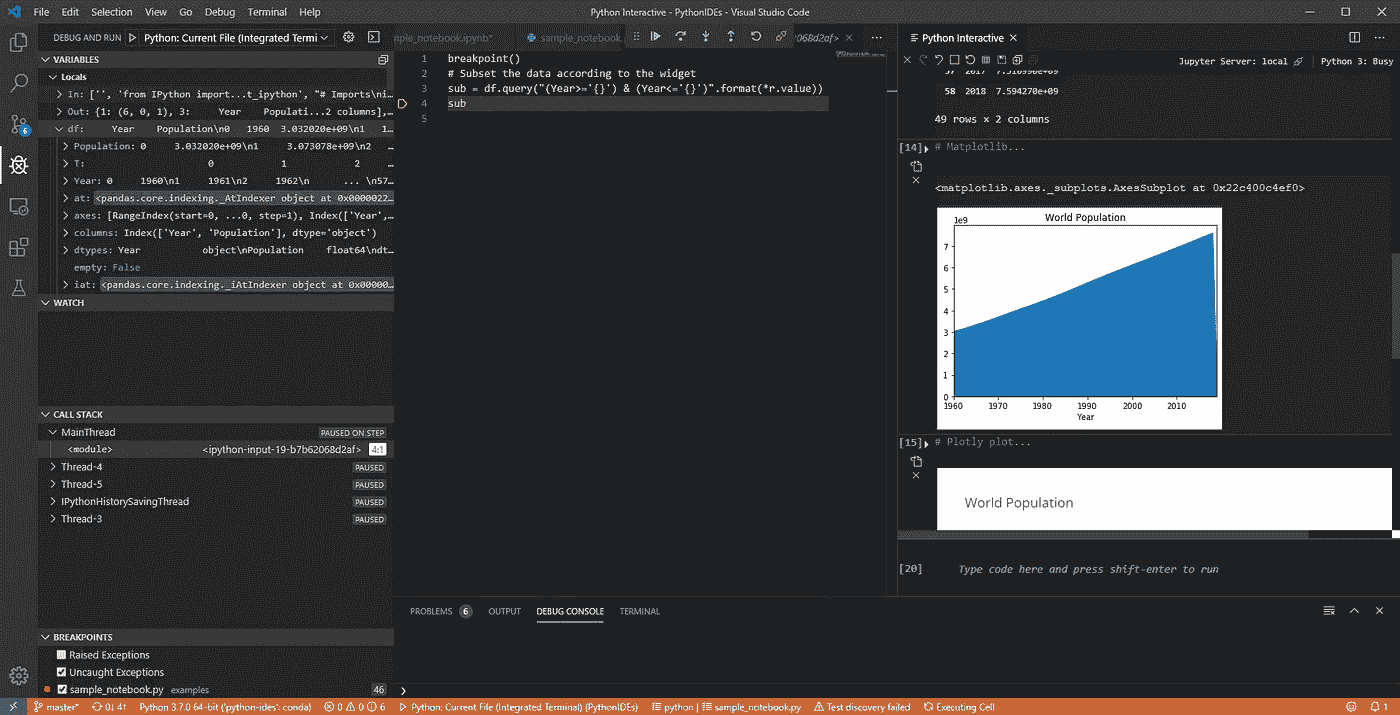 File Edit Selection View Go Debug Terminal Help
Python Interactive - PythonIDEs - Visual Studio Code
DEBUG AND RUN Python: Current File (Integrated Termi
VARIABLES
Locals
In: ['', 'from IPython import...t_ipython', "# Imports\ni…
Out: {1: (6, 0, 1), 3: Year Populati...2 columns],…
df: Year Population\n0 1960 3.032020e+09\n1 1…
Population: 0 3.032020e+09\n1 3.073078e+09\n2 …
T: 0 1 2 …
Year: 0 1960\n1 1961\n2 1962\n ... \n57…
at: <pandas.core.indexing._AtIndexer object at 0x0000022…
axes: [RangeIndex(start=0, ...0, step=1), Index(['Year',…
columns: Index(['Year', 'Population'], dtype='object')
dtypes: Year object\nPopulation float64\ndt…
empty: False
iat: <pandas.core.indexing._iAtIndexer object at 0x00000…
WATCH
CALL STACK
MainThread PAUSED ON STEP
<module> <ipython-input-19-b7b62068d2af> 4:1
Thread-4 PAUSED
Thread-5 PAUSED
IPythonHistorySavingThread PAUSED
Thread-3 PAUSED
BREAKPOINTS
Raised Exceptions
Uncaught Exceptions
sample_notebook.py examples 46
mple_notebook.ipynb* sample_notebook. '068d2af>
1 breakpoint()
2 # Subset the data according to the widget
3 sub = df.query("(Year>='{}') & (Year<='{}')".format(*r.value))
4 sub
5
PROBLEMS 6 OUTPUT DEBUG CONSOLE TERMINAL
Python Interactive
Jupyter Server: local Python 3: Busy
57 2017 7.510990e+09
58 2018 7.594270e+09
49 rows × 2 columns
[14] # Matplotlib...
<matplotlib.axes._subplots.AxesSubplot at 0x22c400c4ef0>
World Population
1e9
7
6
5
4
3
2
1
0
1960 1970 1980 1990 2000 2010
Year
[15] # Plotly plot...
World Population
[20] Type code here and press shift-enter to run
master* 0↓ 4↑ Python 3.7.0 64-bit ('python-ides': conda) 0 0 6 Python: Current File (Integrated Terminal) (PythonIDEs) python | sample_notebook.py Test discovery failed Executing Cell 1